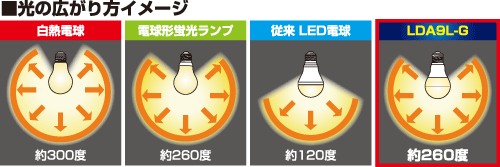 ■光の広がり方イメージ
白熱電球
電球形蛍光ランプ
従来 LED電球
LDA9L-G
約300度
約260度
約120度
約260度